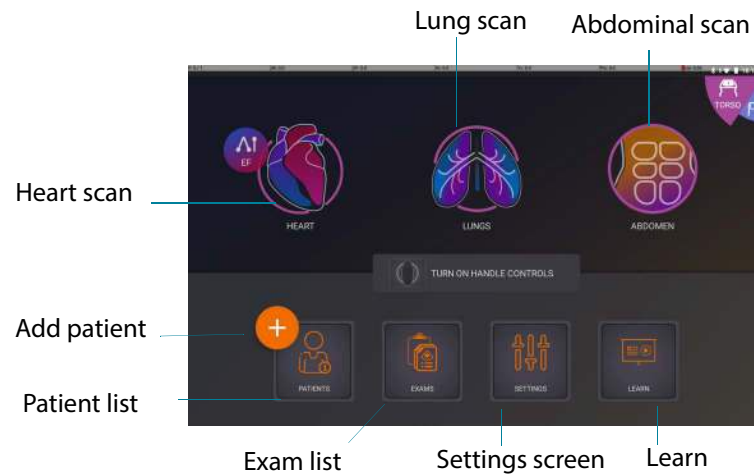 Lung scan
Abdominal scan
TORSO
EF
Heart scan
HEART
LUNGS
ABDOMEN
TURN ON HANDLE CONTROLS
Add patient
PATIENTS
EXAMS
SETTINGS
LEARN
Patient list
Exam list
Settings screen
Learn